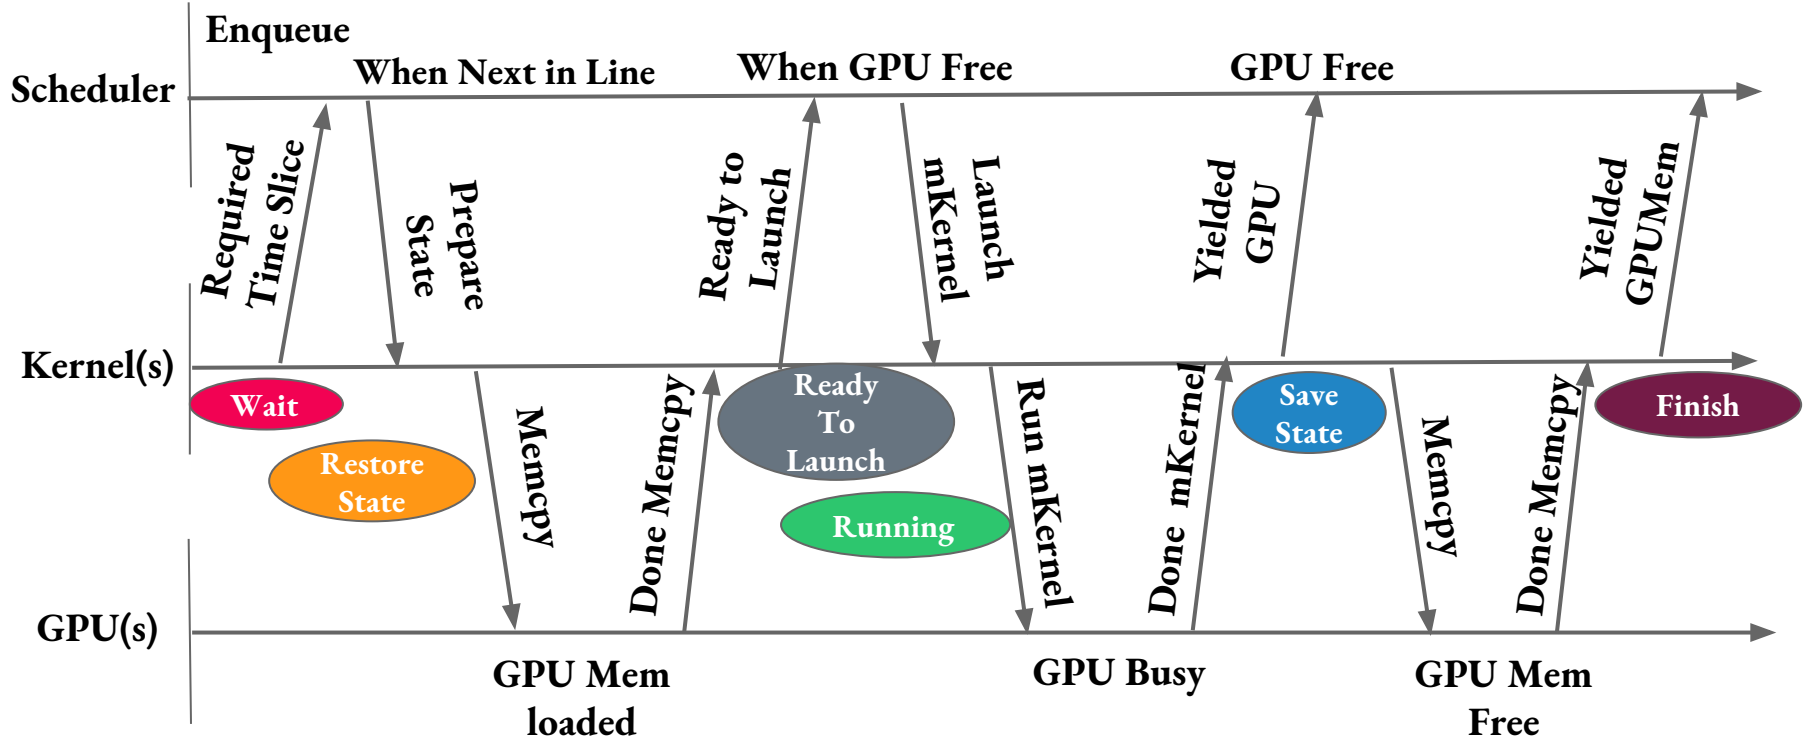 Enqueue
When Next in Line
When GPU Free
GPU Free
Scheduler
Required
Time Slice
Prepare
State
Ready to
Launch
Launch
mKernel
Yielded
GPU
Yielded
GPUMem
Kernel(s)
Wait
Restore
State
Memcpy
Done Memcpy
Ready
To
Launch
Running
Run mKernel
Done mKernel
Save
State
Memcpy
Done Memcpy
Finish
GPU(s)
GPU Mem
loaded
GPU Busy
GPU Mem
Free